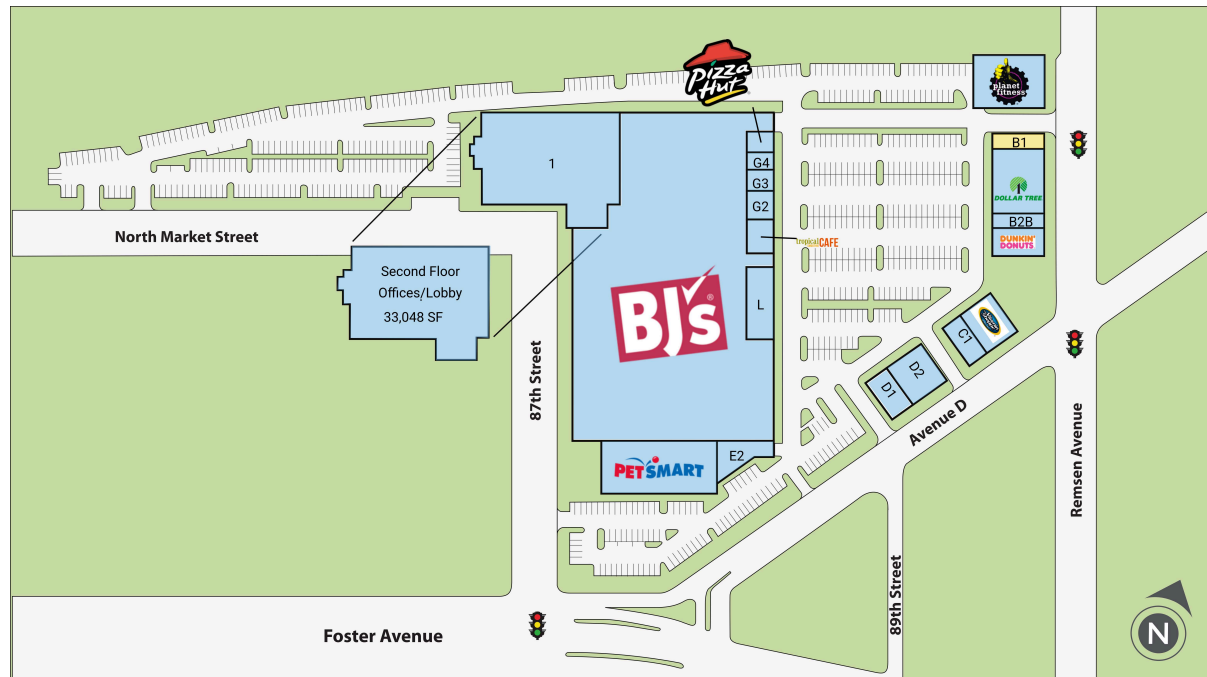 Pizza
Hut
planet
fitness
B1
G4
1
G3
DOLLAR TREE
G2
B2B
North Market Street
tropical CAFE
DUNKIN'
DONUTS
Second Floor
Offices/Lobby
33,048 SF
L
BJ's
®
C1
D2
D1
87th Street
Avenue D
E2
PETSMART
Remsen Avenue
89th Street
Foster Avenue
N